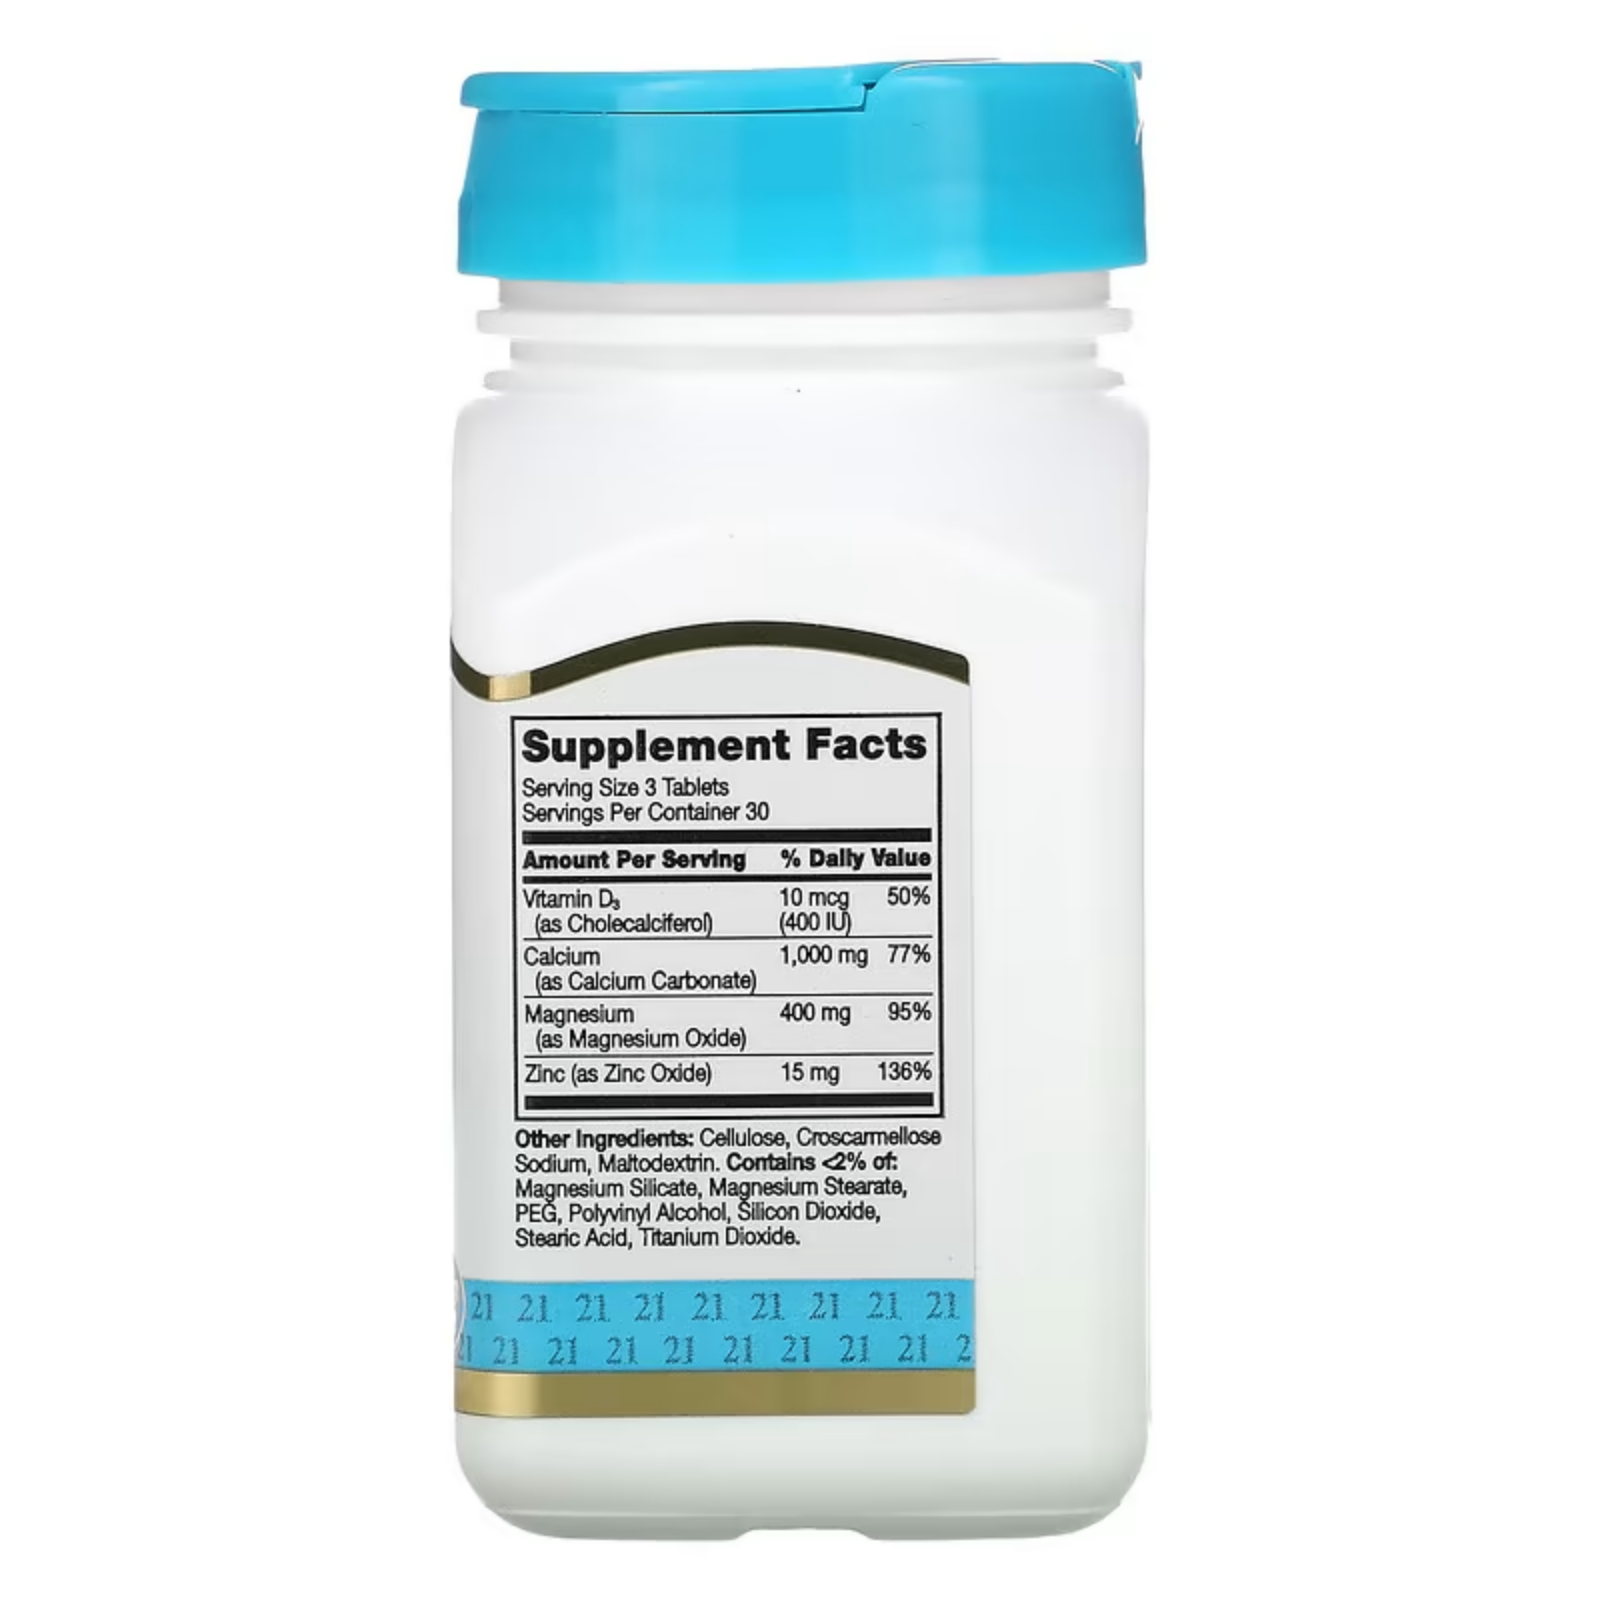 Supplement Facts
Serving Size 3 Tablets
Servings Per Container 30
Amount Per Serving % Daily Value
Vitamin D₃ 10 mcg 50%
(as Cholecalciferol) (400 IU)
Calcium 1,000 mg 77%
(as Calcium Carbonate)
Magnesium 400 mg 95%
(as Magnesium Oxide)
Zinc (as Zinc Oxide) 15 mg 136%
Other Ingredients: Cellulose, Croscarmellose
Sodium, Maltodextrin. Contains <2% of:
Magnesium Silicate, Magnesium Stearate,
PEG, Polyvinyl Alcohol, Silicon Dioxide,
Stearic Acid, Titanium Dioxide.
21 21 21 21 21 21 21 21 21
21 21 21 21 21 21 21 21 21 2